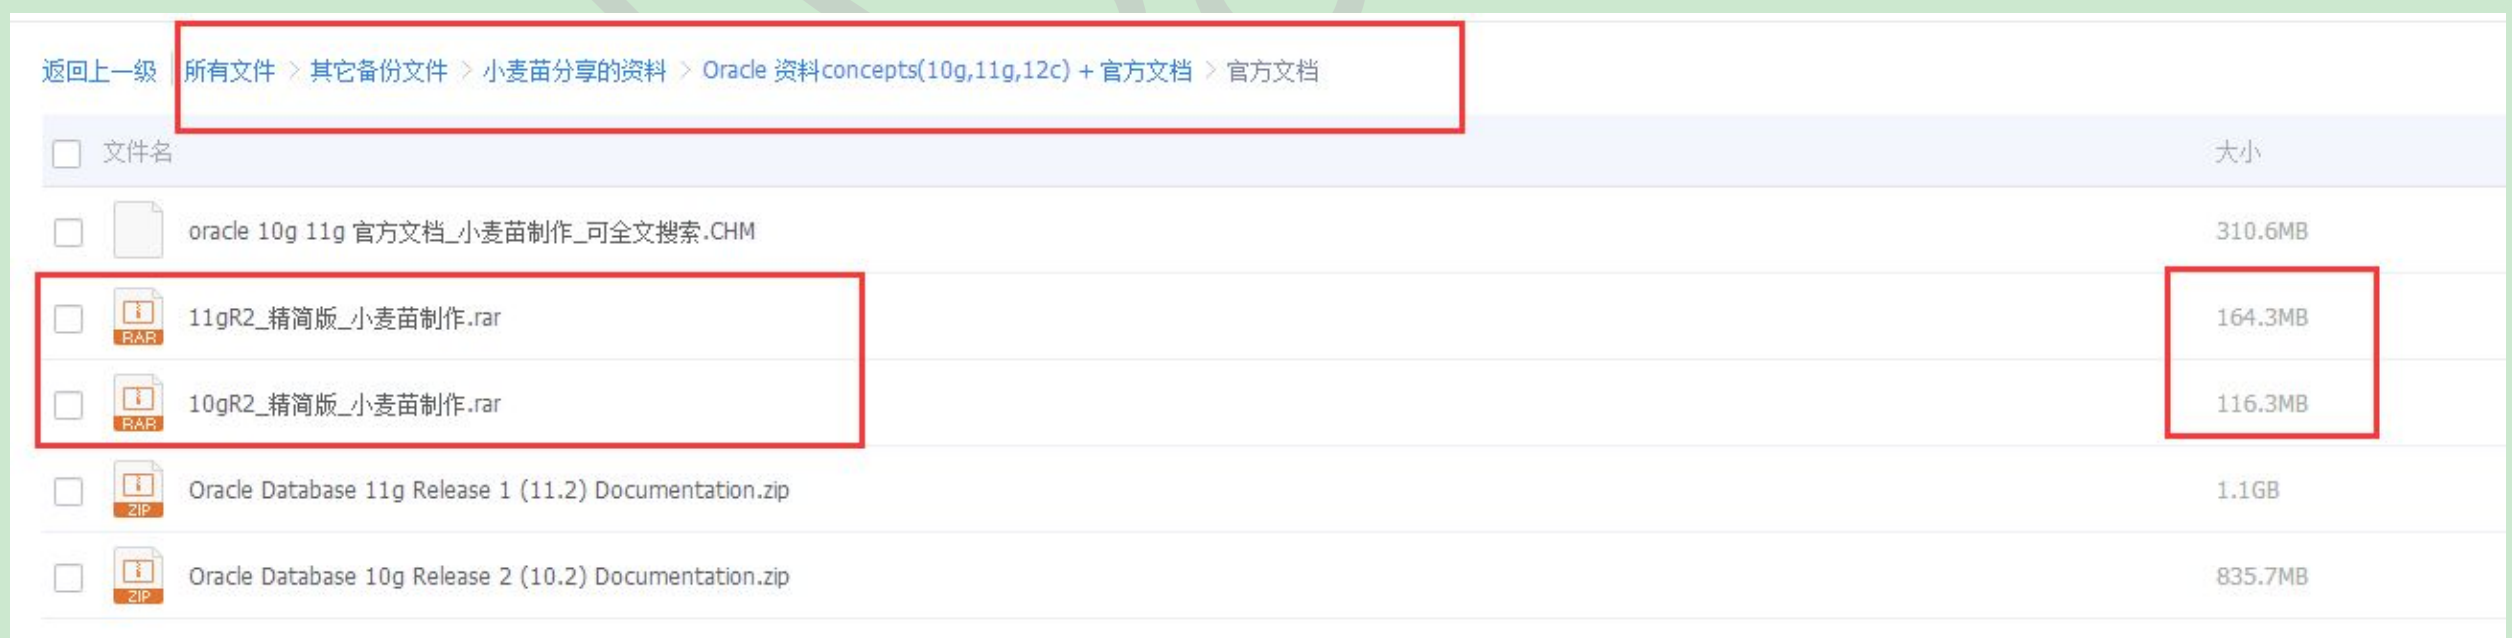 返回上一级 | 所有文件 > 其它备份文件 > 小麦苗分享的资料 > Oracle 资料concepts(10g,11g,12c) + 官方文档 > 官方文档
文件名 大小
oracle 10g 11g 官方文档_小麦苗制作_可全文搜索.CHM 310.6MB
RAR 11gR2_精简版_小麦苗制作.rar 164.3MB
RAR 10gR2_精简版_小麦苗制作.rar 116.3MB
ZIP Oracle Database 11g Release 1 (11.2) Documentation.zip 1.1GB
ZIP Oracle Database 10g Release 2 (10.2) Documentation.zip 835.7MB